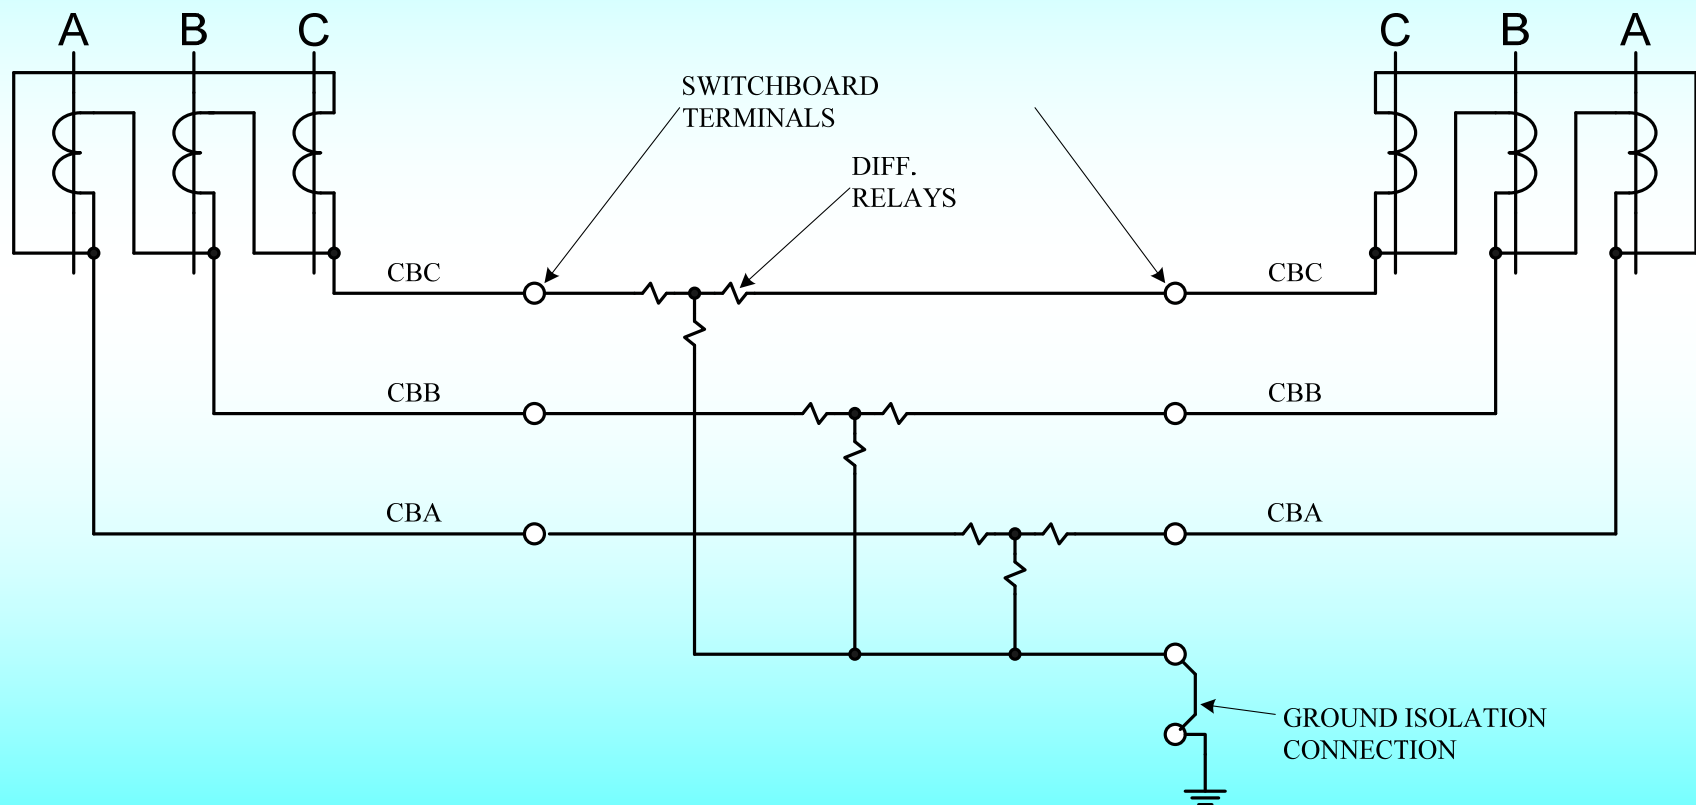 A B C C B A
SWITCHBOARD
TERMINALS
DIFF.
RELAYS
CBC CBC
CBB CBB
CBA CBA
GROUND ISOLATION
CONNECTION